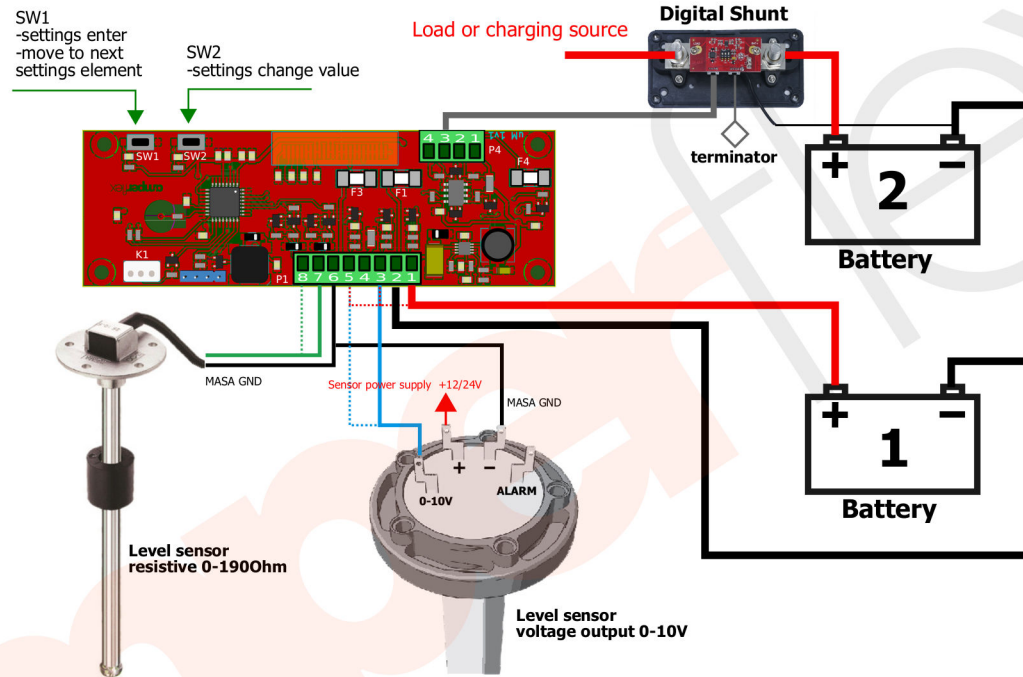 SW1
-settings enter
-move to next
settings element
SW2
-settings change value
Load or charging source
Digital Shunt
terminator
SW1
SW2
4 3 2 1
P4
uM 1v1
F4
F3
F1
K1
P1
8 7 6 5 4 3 2 1
+ −
2
Battery
+ −
1
Battery
MASA GND
Sensor power supply +12/24V
MASA GND
+ −
0-10V
ALARM
Level sensor
resistive 0-190Ohm
Level sensor
voltage output 0-10V